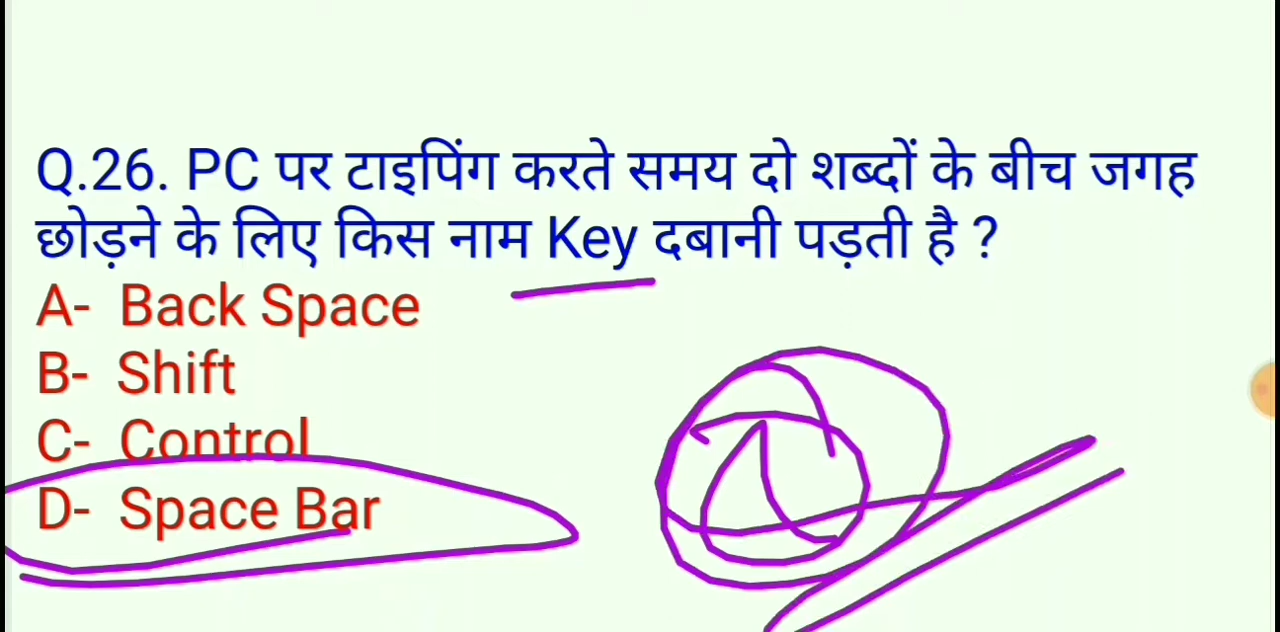 Q.26. PC पर टाइपिंग करते समय दो शब्दों के बीच जगह
छोड़ने के लिए किस नाम Key दबानी पड़ती है ?
A- Back Space
B- Shift
C- Control
D- Space Bar